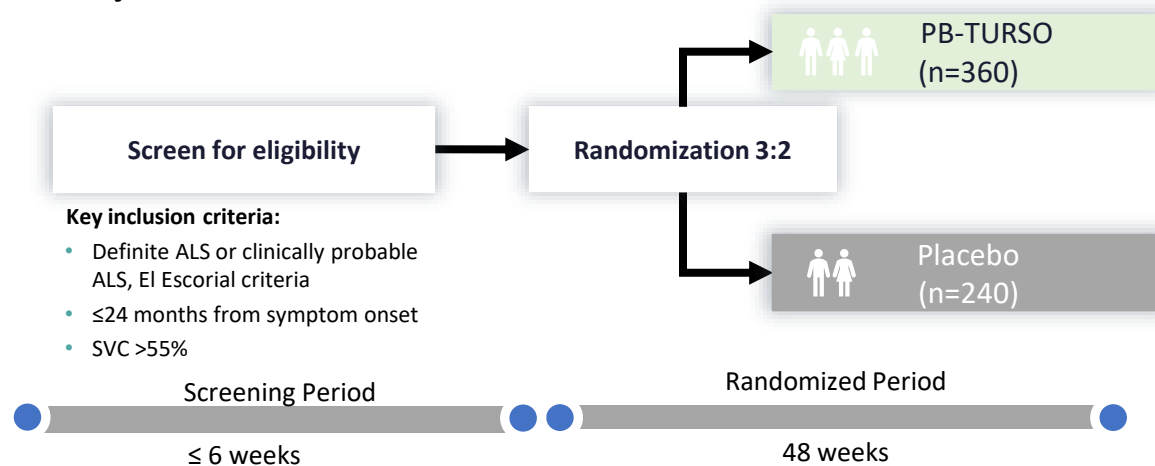 PB-TURSO
(n=360)
Screen for eligibility
Randomization 3:2
Key inclusion criteria:
• Definite ALS or clinically probable
ALS, El Escorial criteria
• ≤24 months from symptom onset
• SVC >55%
Placebo
(n=240)
Screening Period
Randomized Period
≤ 6 weeks
48 weeks